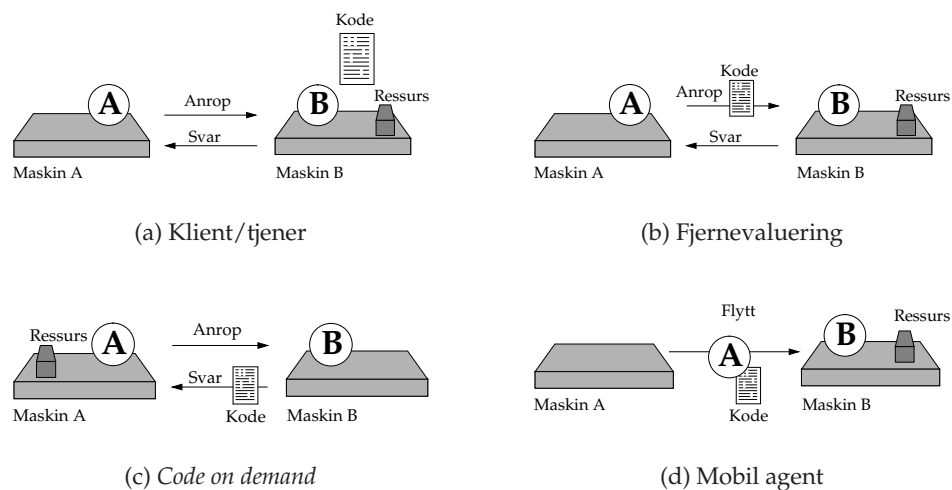 Kode
A
Anrop
B
Ressurs
Svar
Maskin A
Maskin B
(a) Klient/tjener
Kode
A
Anrop
B
Ressurs
Svar
Maskin A
Maskin B
(b) Fjernevaluering
Ressurs
A
Anrop
B
Svar
Kode
Maskin A
Maskin B
(c) Code on demand
Flytt
A
B
Ressurs
Kode
Maskin A
Maskin B
(d) Mobil agent